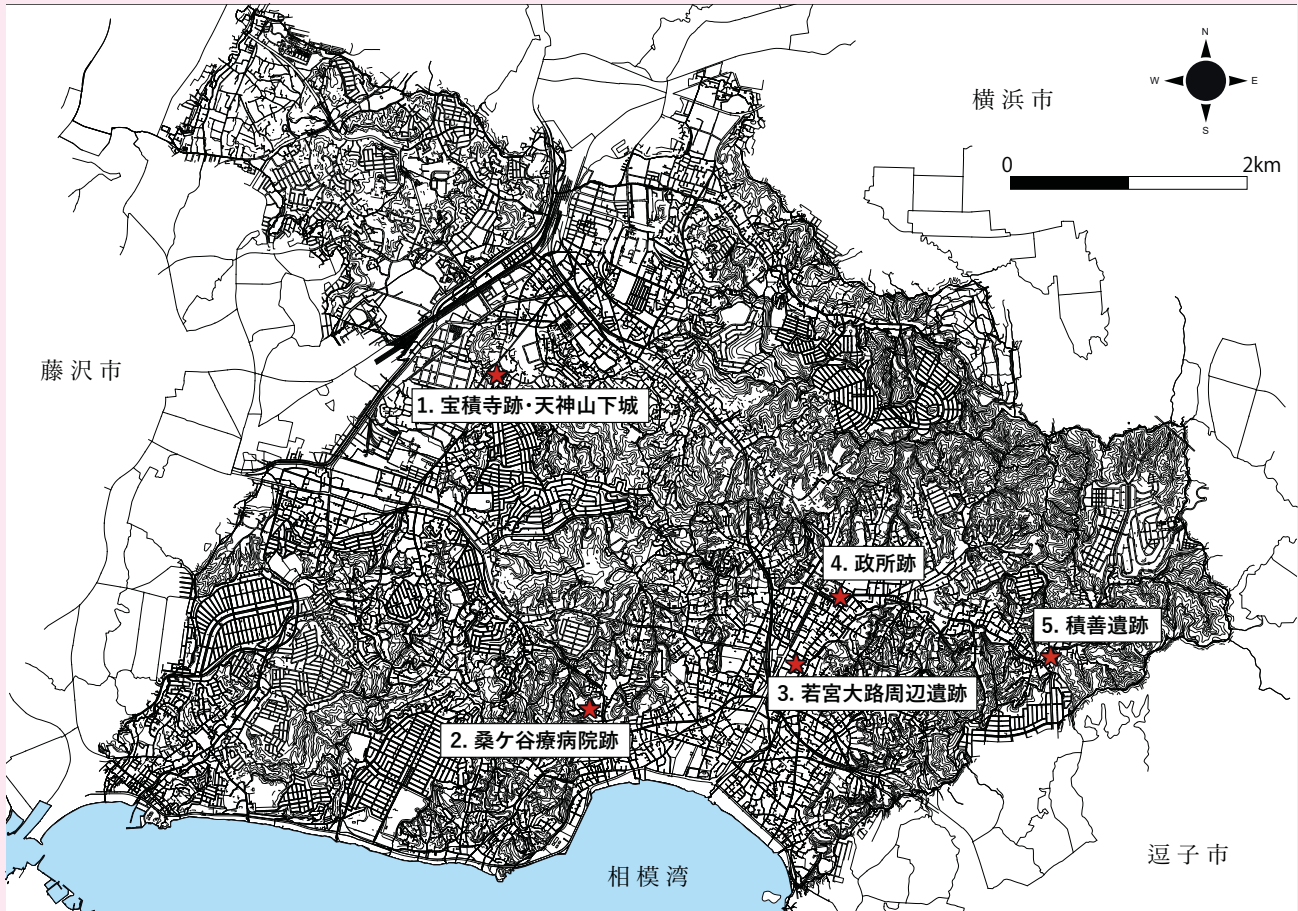 N
W
E
S
横浜市
0
2km
藤沢市
1. 宝積寺跡・天神山下城
4. 政所跡
5. 積善遺跡
3. 若宮大路周辺遺跡
2. 桑ケ谷療病院跡
逗子市
相模湾